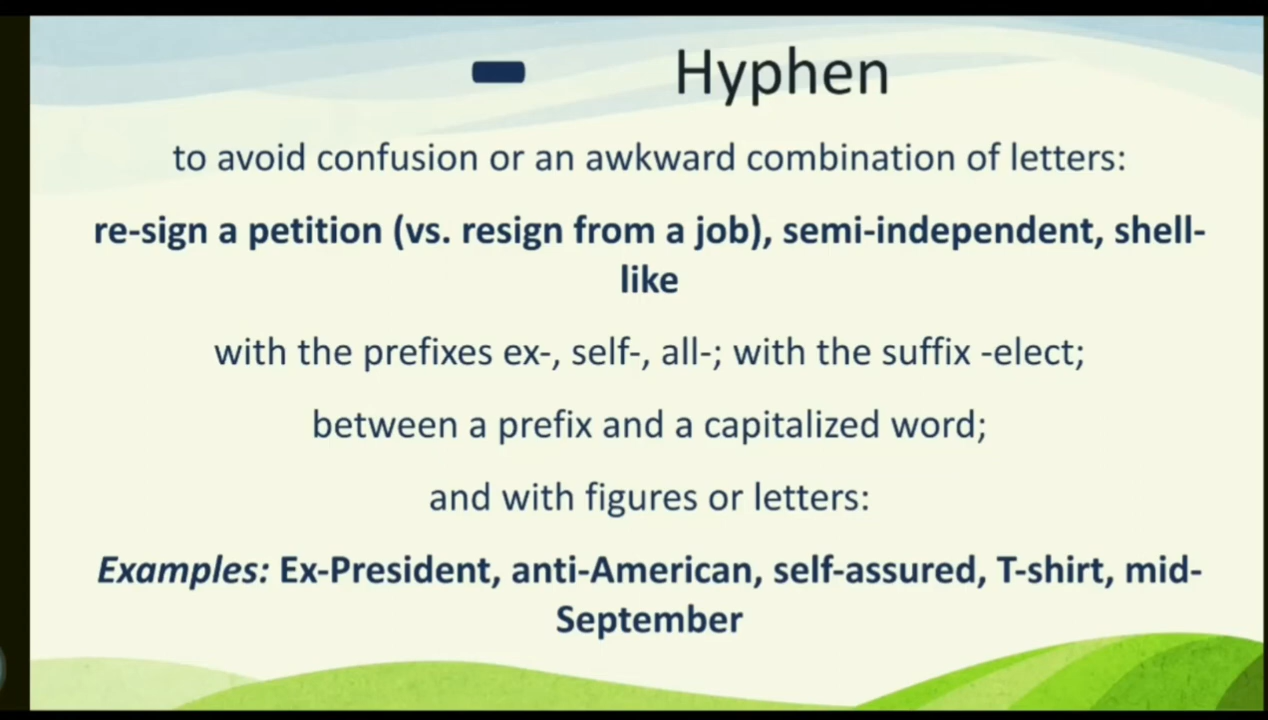 - Hyphen
to avoid confusion or an awkward combination of letters:
re-sign a petition (vs. resign from a job), semi-independent, shell-
like
with the prefixes ex-, self-, all-; with the suffix -elect;
between a prefix and a capitalized word;
and with figures or letters:
Examples: Ex-President, anti-American, self-assured, T-shirt, mid-
September